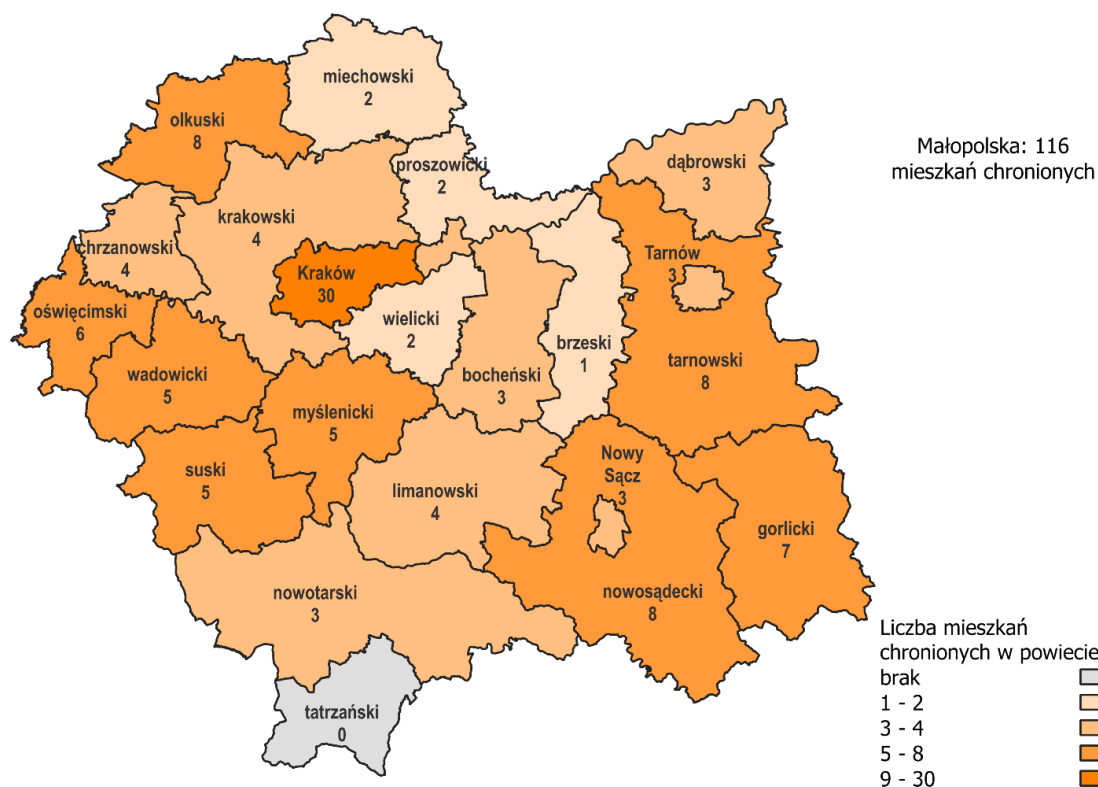 miechowski
2
olkuski
8
proszowicki
2
dąbrowski
3
Małopolska: 116
mieszkań chronionych
krakowski
4
chrzanowski
4
Tarnów
3
Kraków
30
oświęcimski
6
wielicki
2
brzeski
1
tarnowski
8
wadowicki
5
bocheński
3
myślenicki
5
Nowy
Sącz
3
suski
5
limanowski
4
gorlicki
7
nowotarski
3
nowosądecki
8
tatrzański
0
Liczba mieszkań
chronionych w powiecie
brak
1 - 2
3 - 4
5 - 8
9 - 30